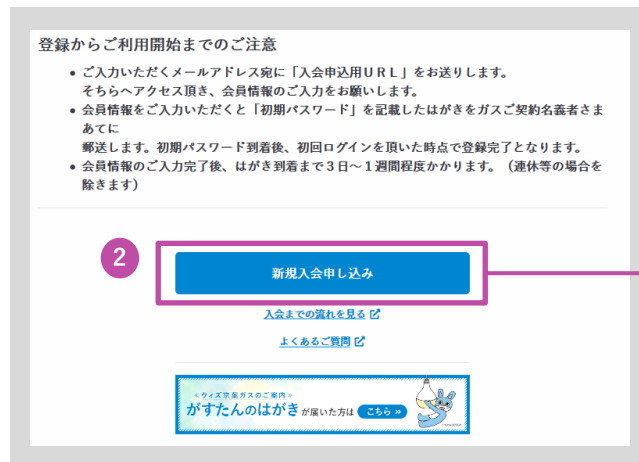 登録からご利用開始までのご注意
• ご入力いただくメールアドレス宛に「入会申込用ＵＲＬ」をお送りします。
そちらへアクセス頂き、会員情報のご入力をお願いします。
• 会員情報をご入力いただくと「初期パスワード」を記載したはがきをガスご契約名義者さま
あてに
郵送します。初期パスワード到着後、初回ログインを頂いた時点で登録完了となります。
• 会員情報のご入力完了後、はがき到着まで３日～１週間程度かかります。（連休等の場合を
除きます）
2
新規入会申し込み
入会までの流れを見る
よくあるご質問
＜ウィズ京葉ガスのご案内＞
がすたんのはがきが届いた方は こちら »